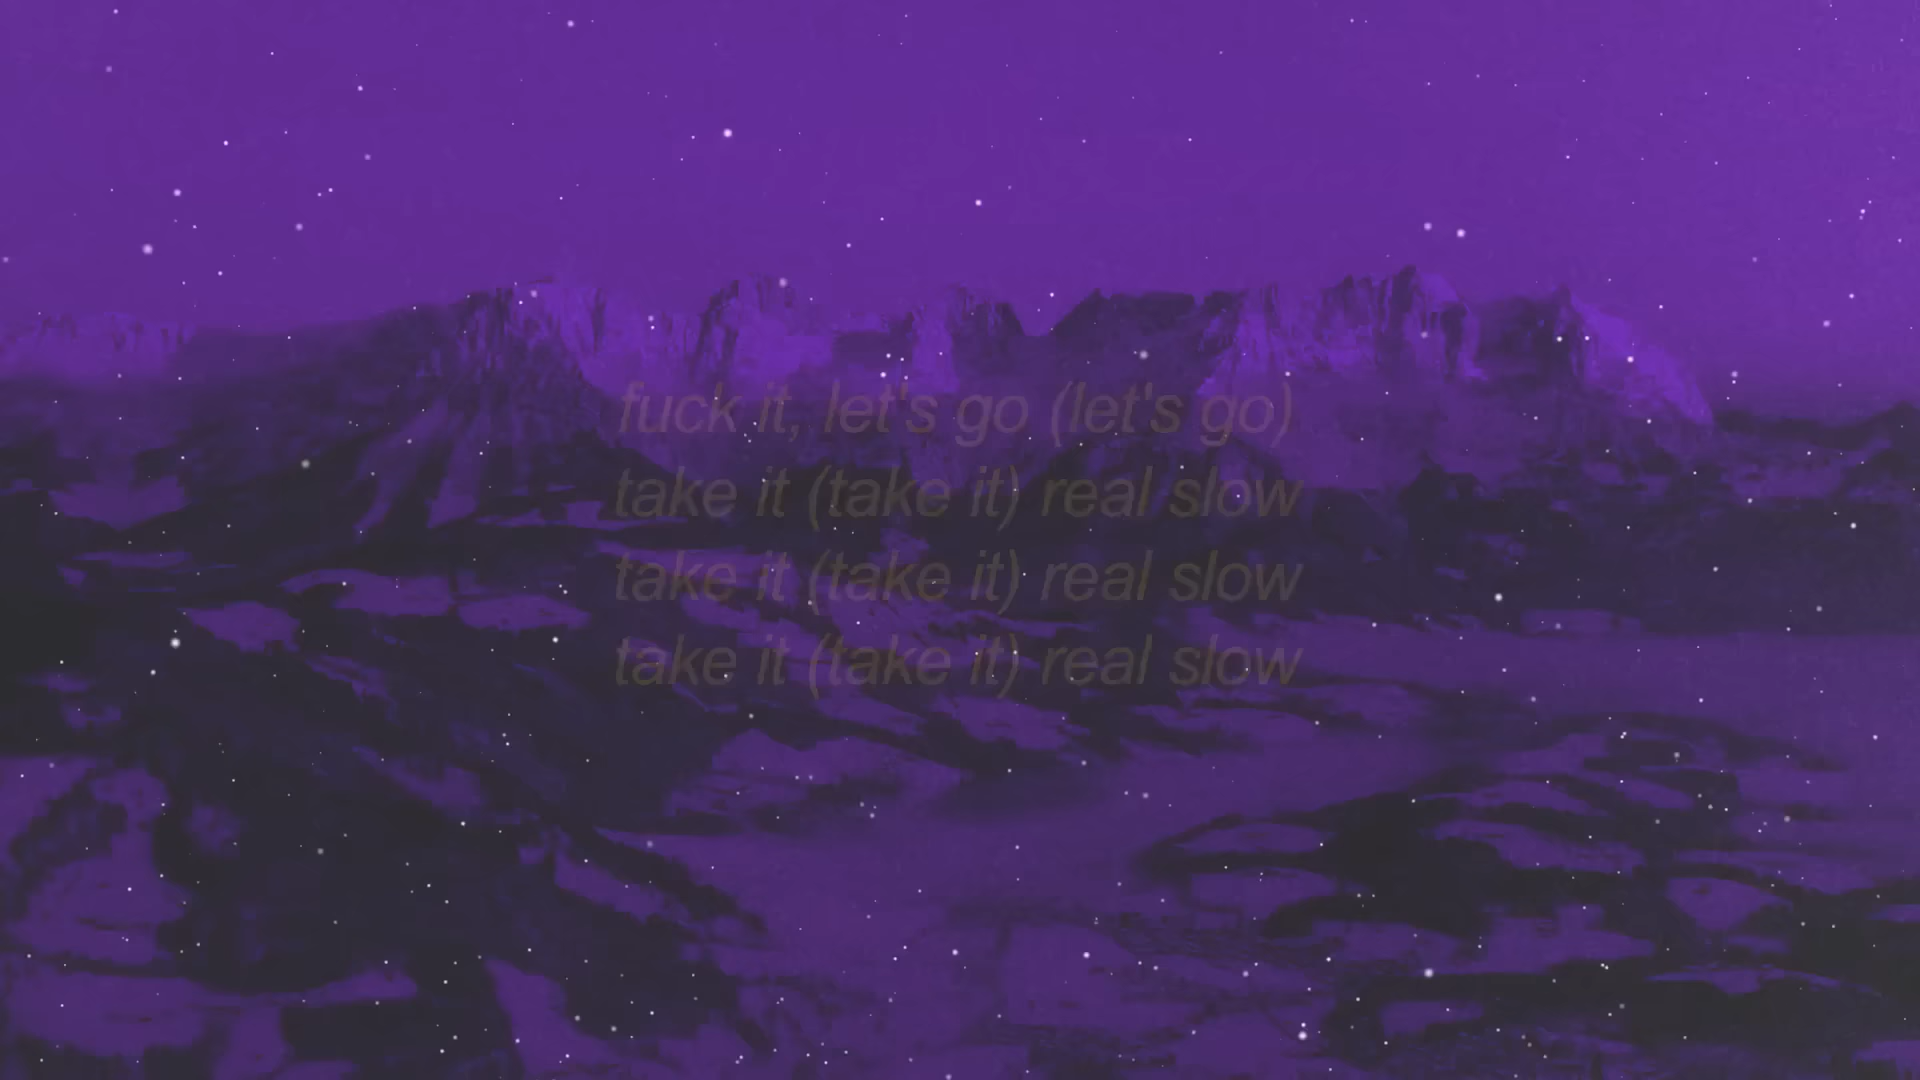 fuck it, let's go (let's go)
take it (take it) real slow
take it (take it) real slow
take it (take it) real slow